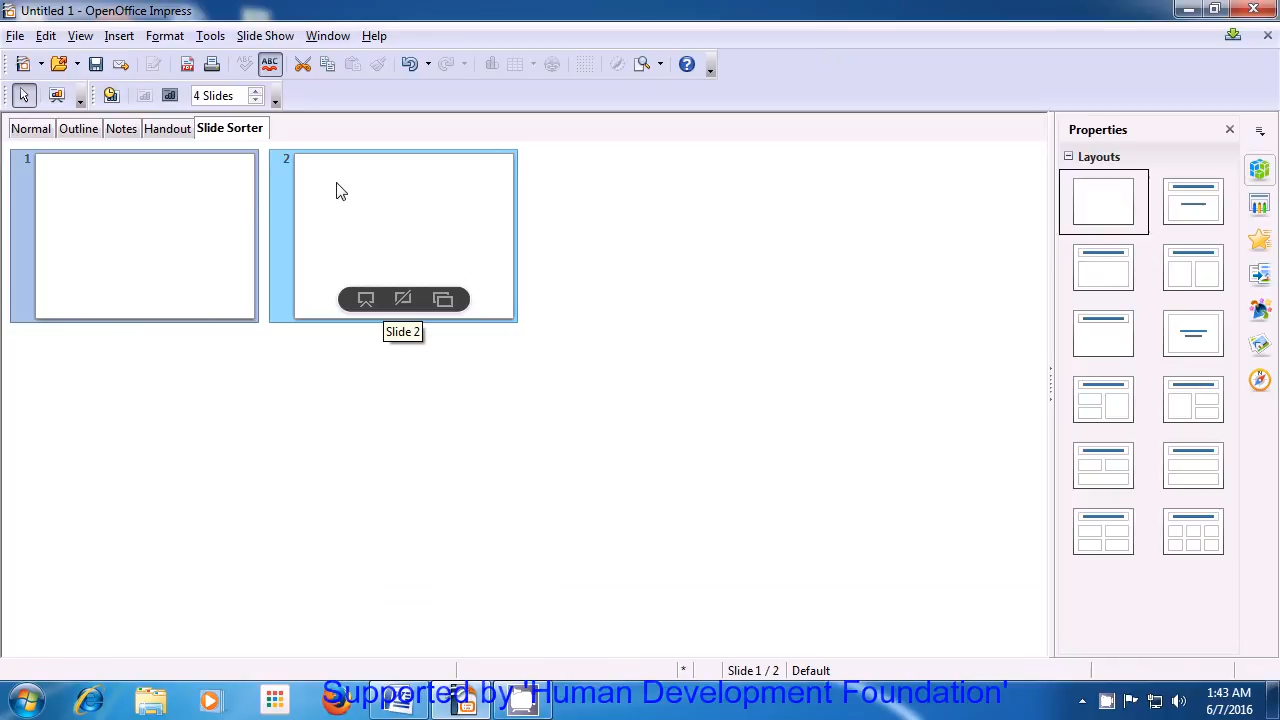 Untitled 1 - OpenOffice Impress
File Edit View Insert Format Tools Slide Show Window Help
ABC ABC
4 Slides
Normal Outline Notes Handout Slide Sorter
Properties
Layouts
1 2
Slide 2
Slide 1 / 2 Default
*
Supported by 'Human Development Foundation'
1:43 AM
6/7/2016